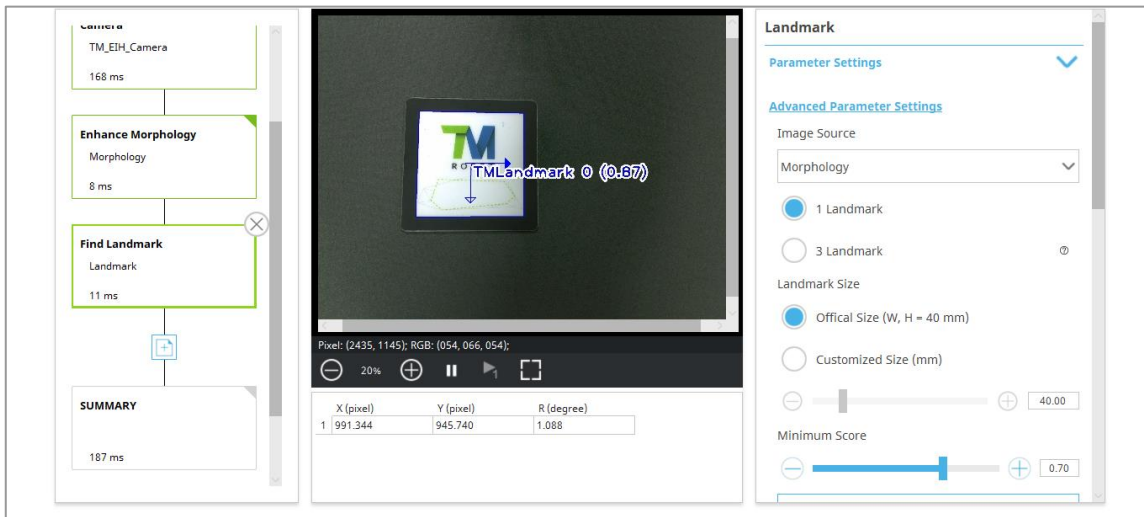 Camera
TM_EIH_Camera
168 ms
Enhance Morphology
Morphology
8 ms
Find Landmark
Landmark
11 ms
SUMMARY
187 ms
TM
TMLandmark 0 (0.87)
Pixel: (2435, 1145); RGB: (054, 066, 054);
20%
1
X (pixel) Y (pixel) R (degree)
1 991.344 945.740 1.088
Landmark
Parameter Settings
Advanced Parameter Settings
Image Source
Morphology
1 Landmark
3 Landmark
Landmark Size
Offical Size (W, H = 40 mm)
Customized Size (mm)
40.00
Minimum Score
0.70